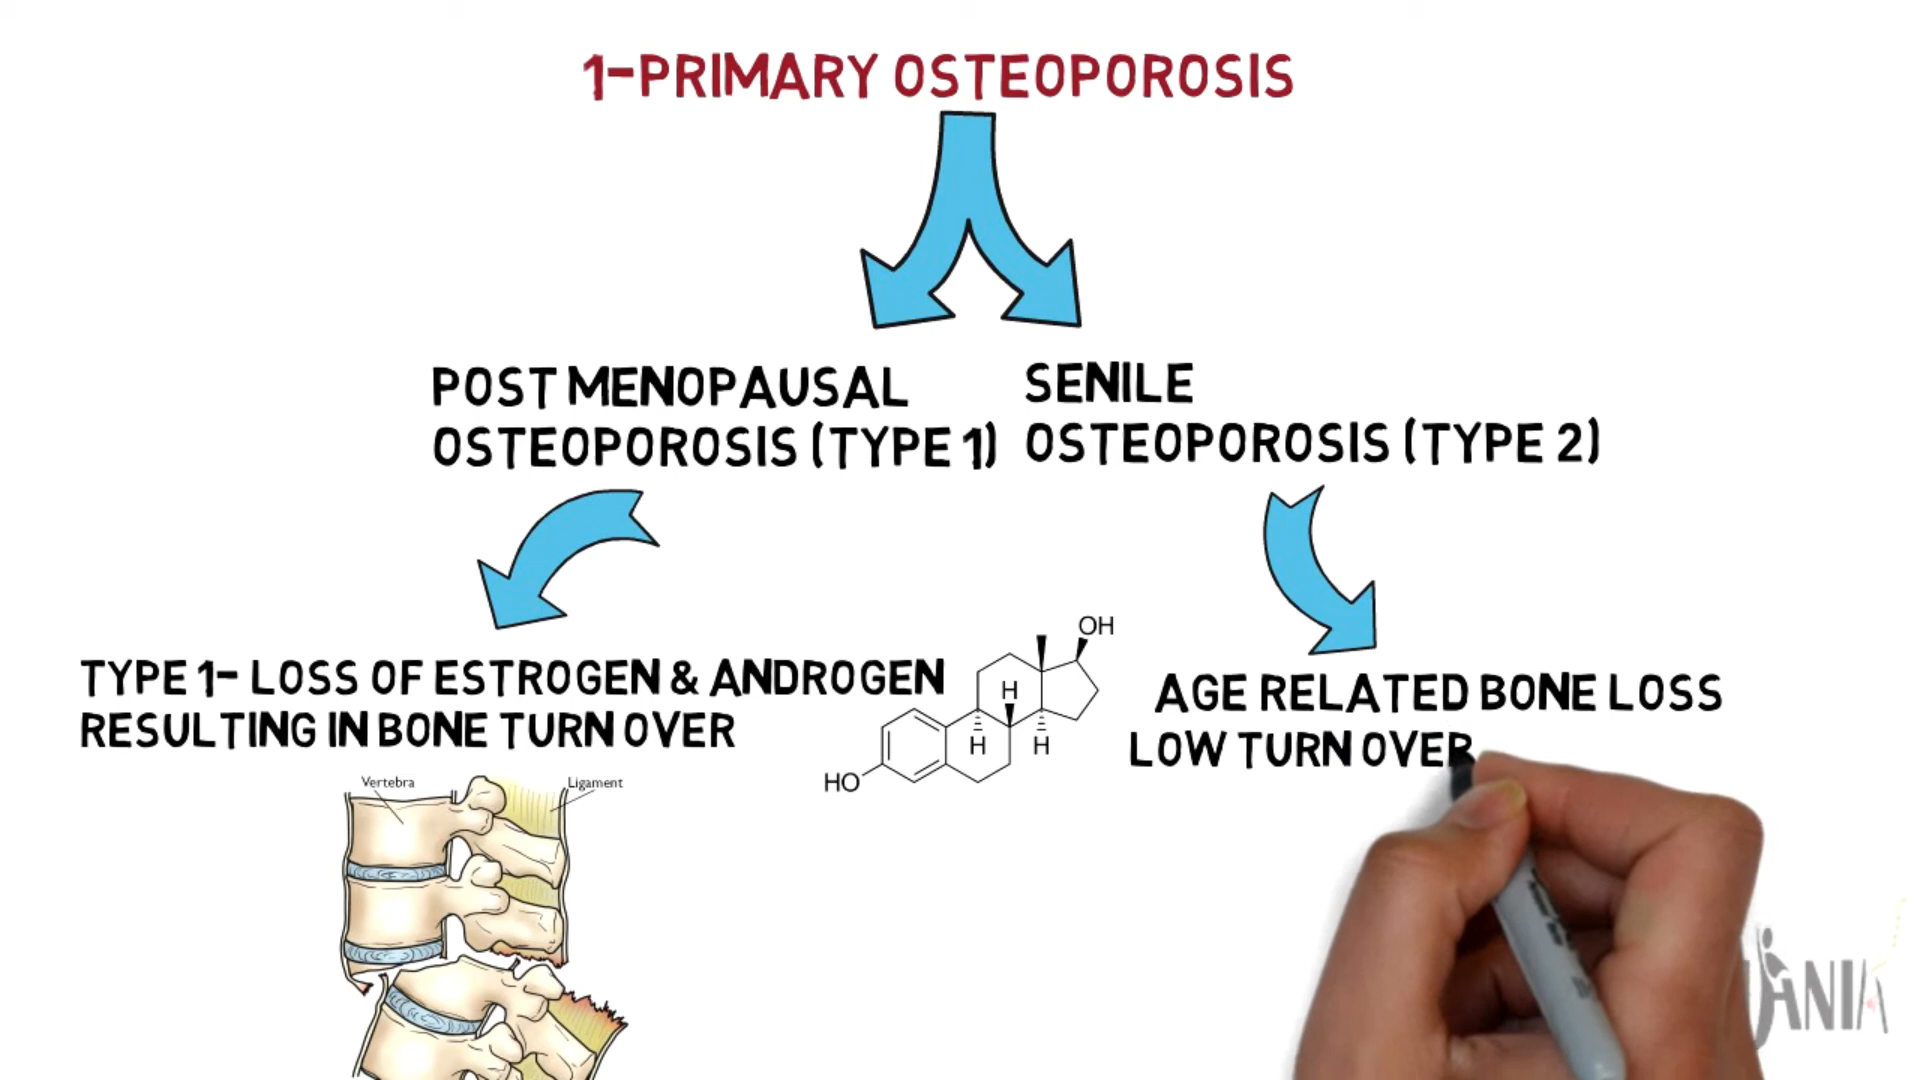 1-PRIMARY OSTEOPOROSIS
POST MENOPAUSAL
OSTEOPOROSIS (TYPE 1)
SENILE
OSTEOPOROSIS (TYPE 2)
TYPE 1- LOSS OF ESTROGEN & ANDROGEN
RESULTING IN BONE TURN OVER
OH
H
H
H
HO
AGE RELATED BONE LOSS
LOW TURN OVER
Vertebra
Ligament